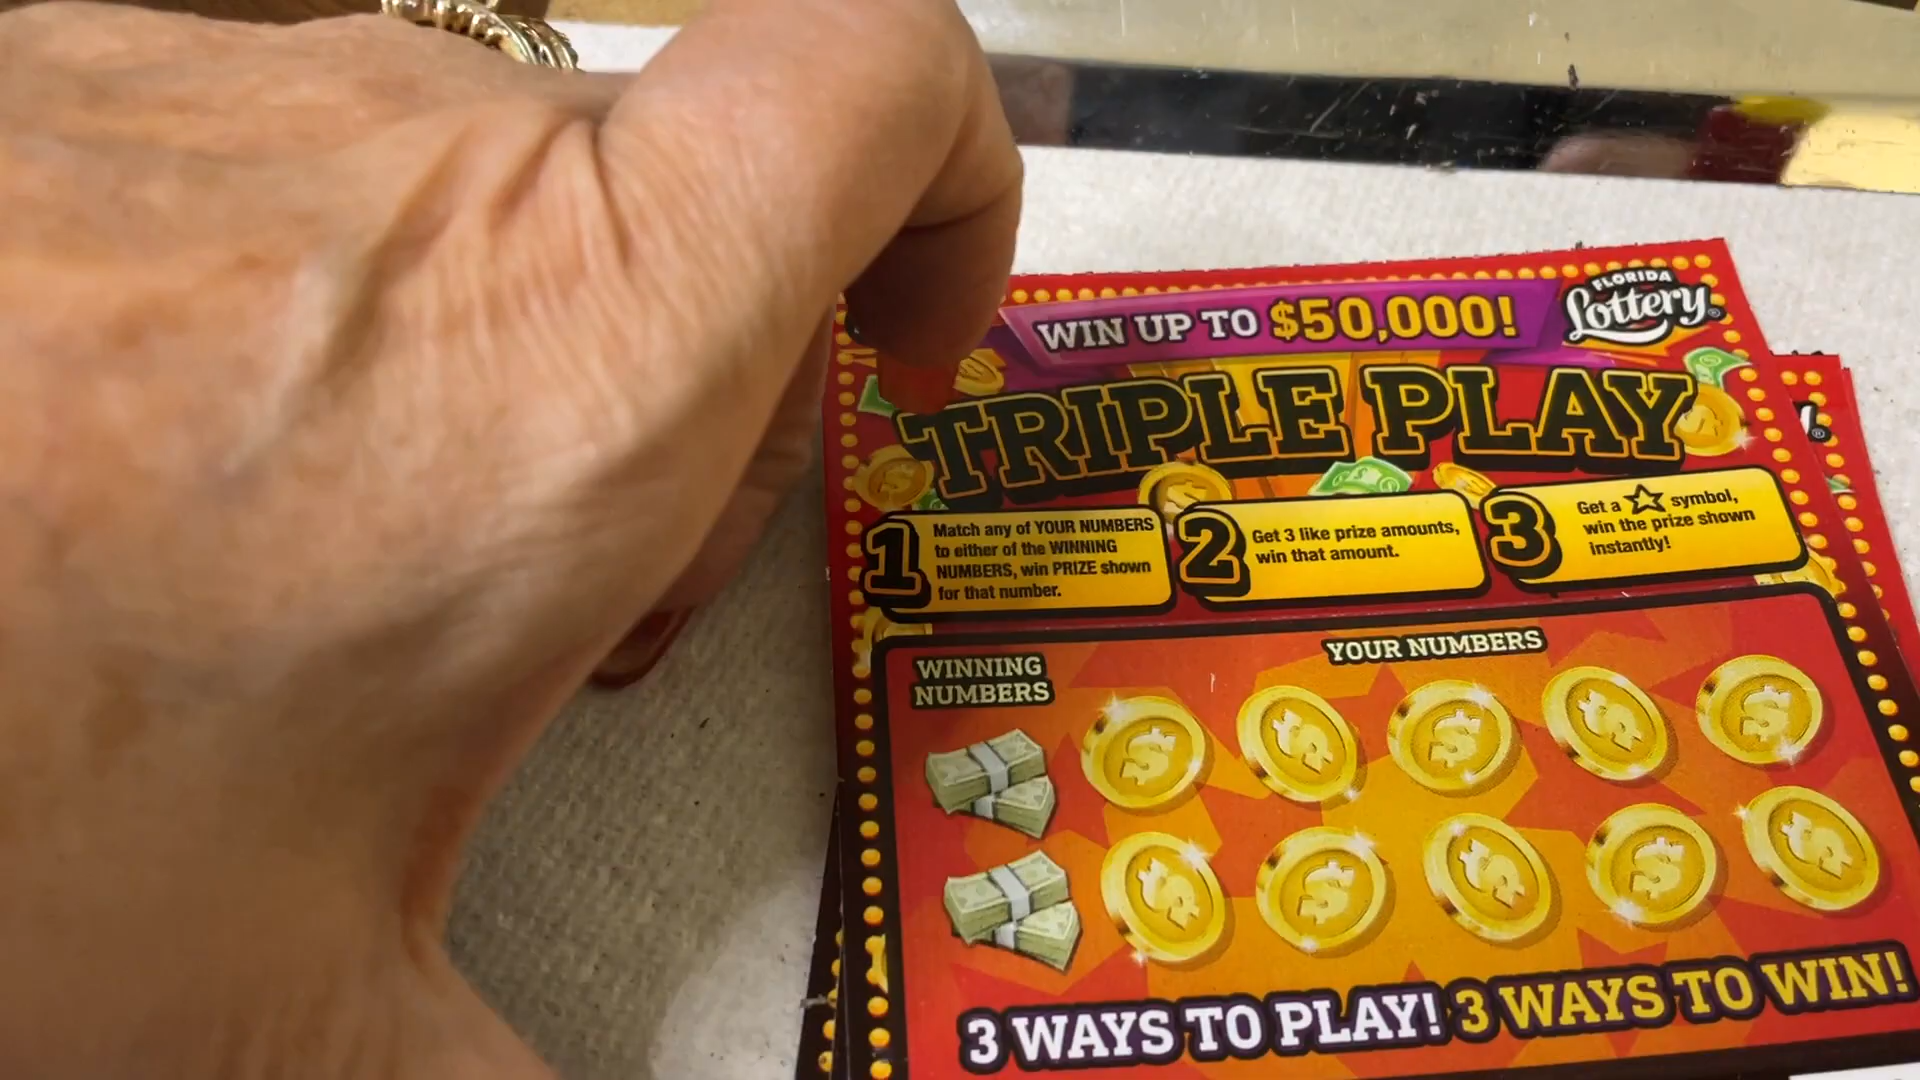 WIN UP TO $50,000!
FLORIDA
Lottery®
TRIPLE PLAY
1
Match any of YOUR NUMBERS
to either of the WINNING
NUMBERS, win PRIZE shown
for that number.
2
Get 3 like prize amounts,
win that amount.
3
Get a ☆ symbol,
win the prize shown
instantly!
WINNING
NUMBERS
YOUR NUMBERS
3 WAYS TO PLAY! 3 WAYS TO WIN!